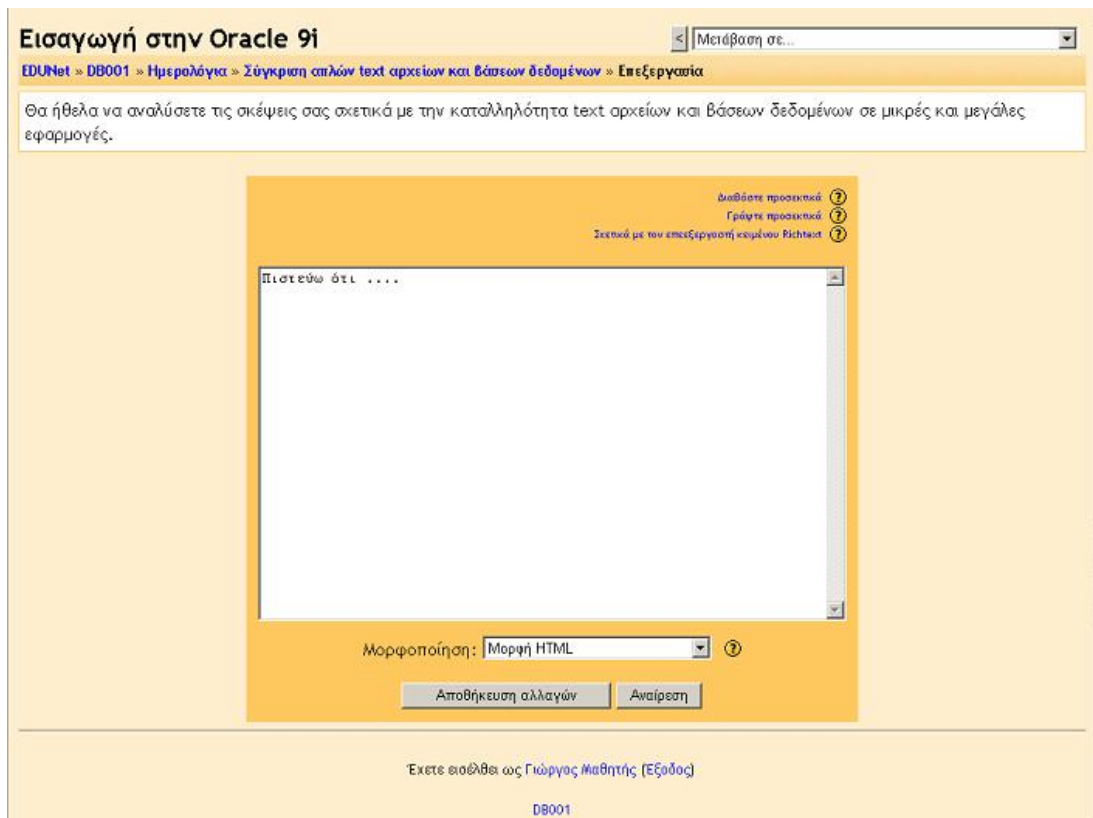 Εισαγωγή στην Oracle 9i
< Μετάβαση σε...
EDUNet » DB001 » Ημερολόγια » Σύγκριση απλών text αρχείων και βάσεων δεδομένων » Επεξεργασία
Θα ήθελα να αναλύσετε τις σκέψεις σας σχετικά με την καταλληλότητα text αρχείων και βάσεων δεδομένων σε μικρές και μεγάλες
εφαρμογές.
Διαβάστε προσεκτικά ?
Γράψτε προσεκτικά ?
Σχετικά με τον επεξεργαστή κειμένου Richtext ?
Πιστεύω ότι ....
Μορφοποίηση: Μορφή HTML ?
Αποθήκευση αλλαγών Αναίρεση
Έχετε εισέλθει ως Γιώργος Μαθητής (Έξοδος)
DB001